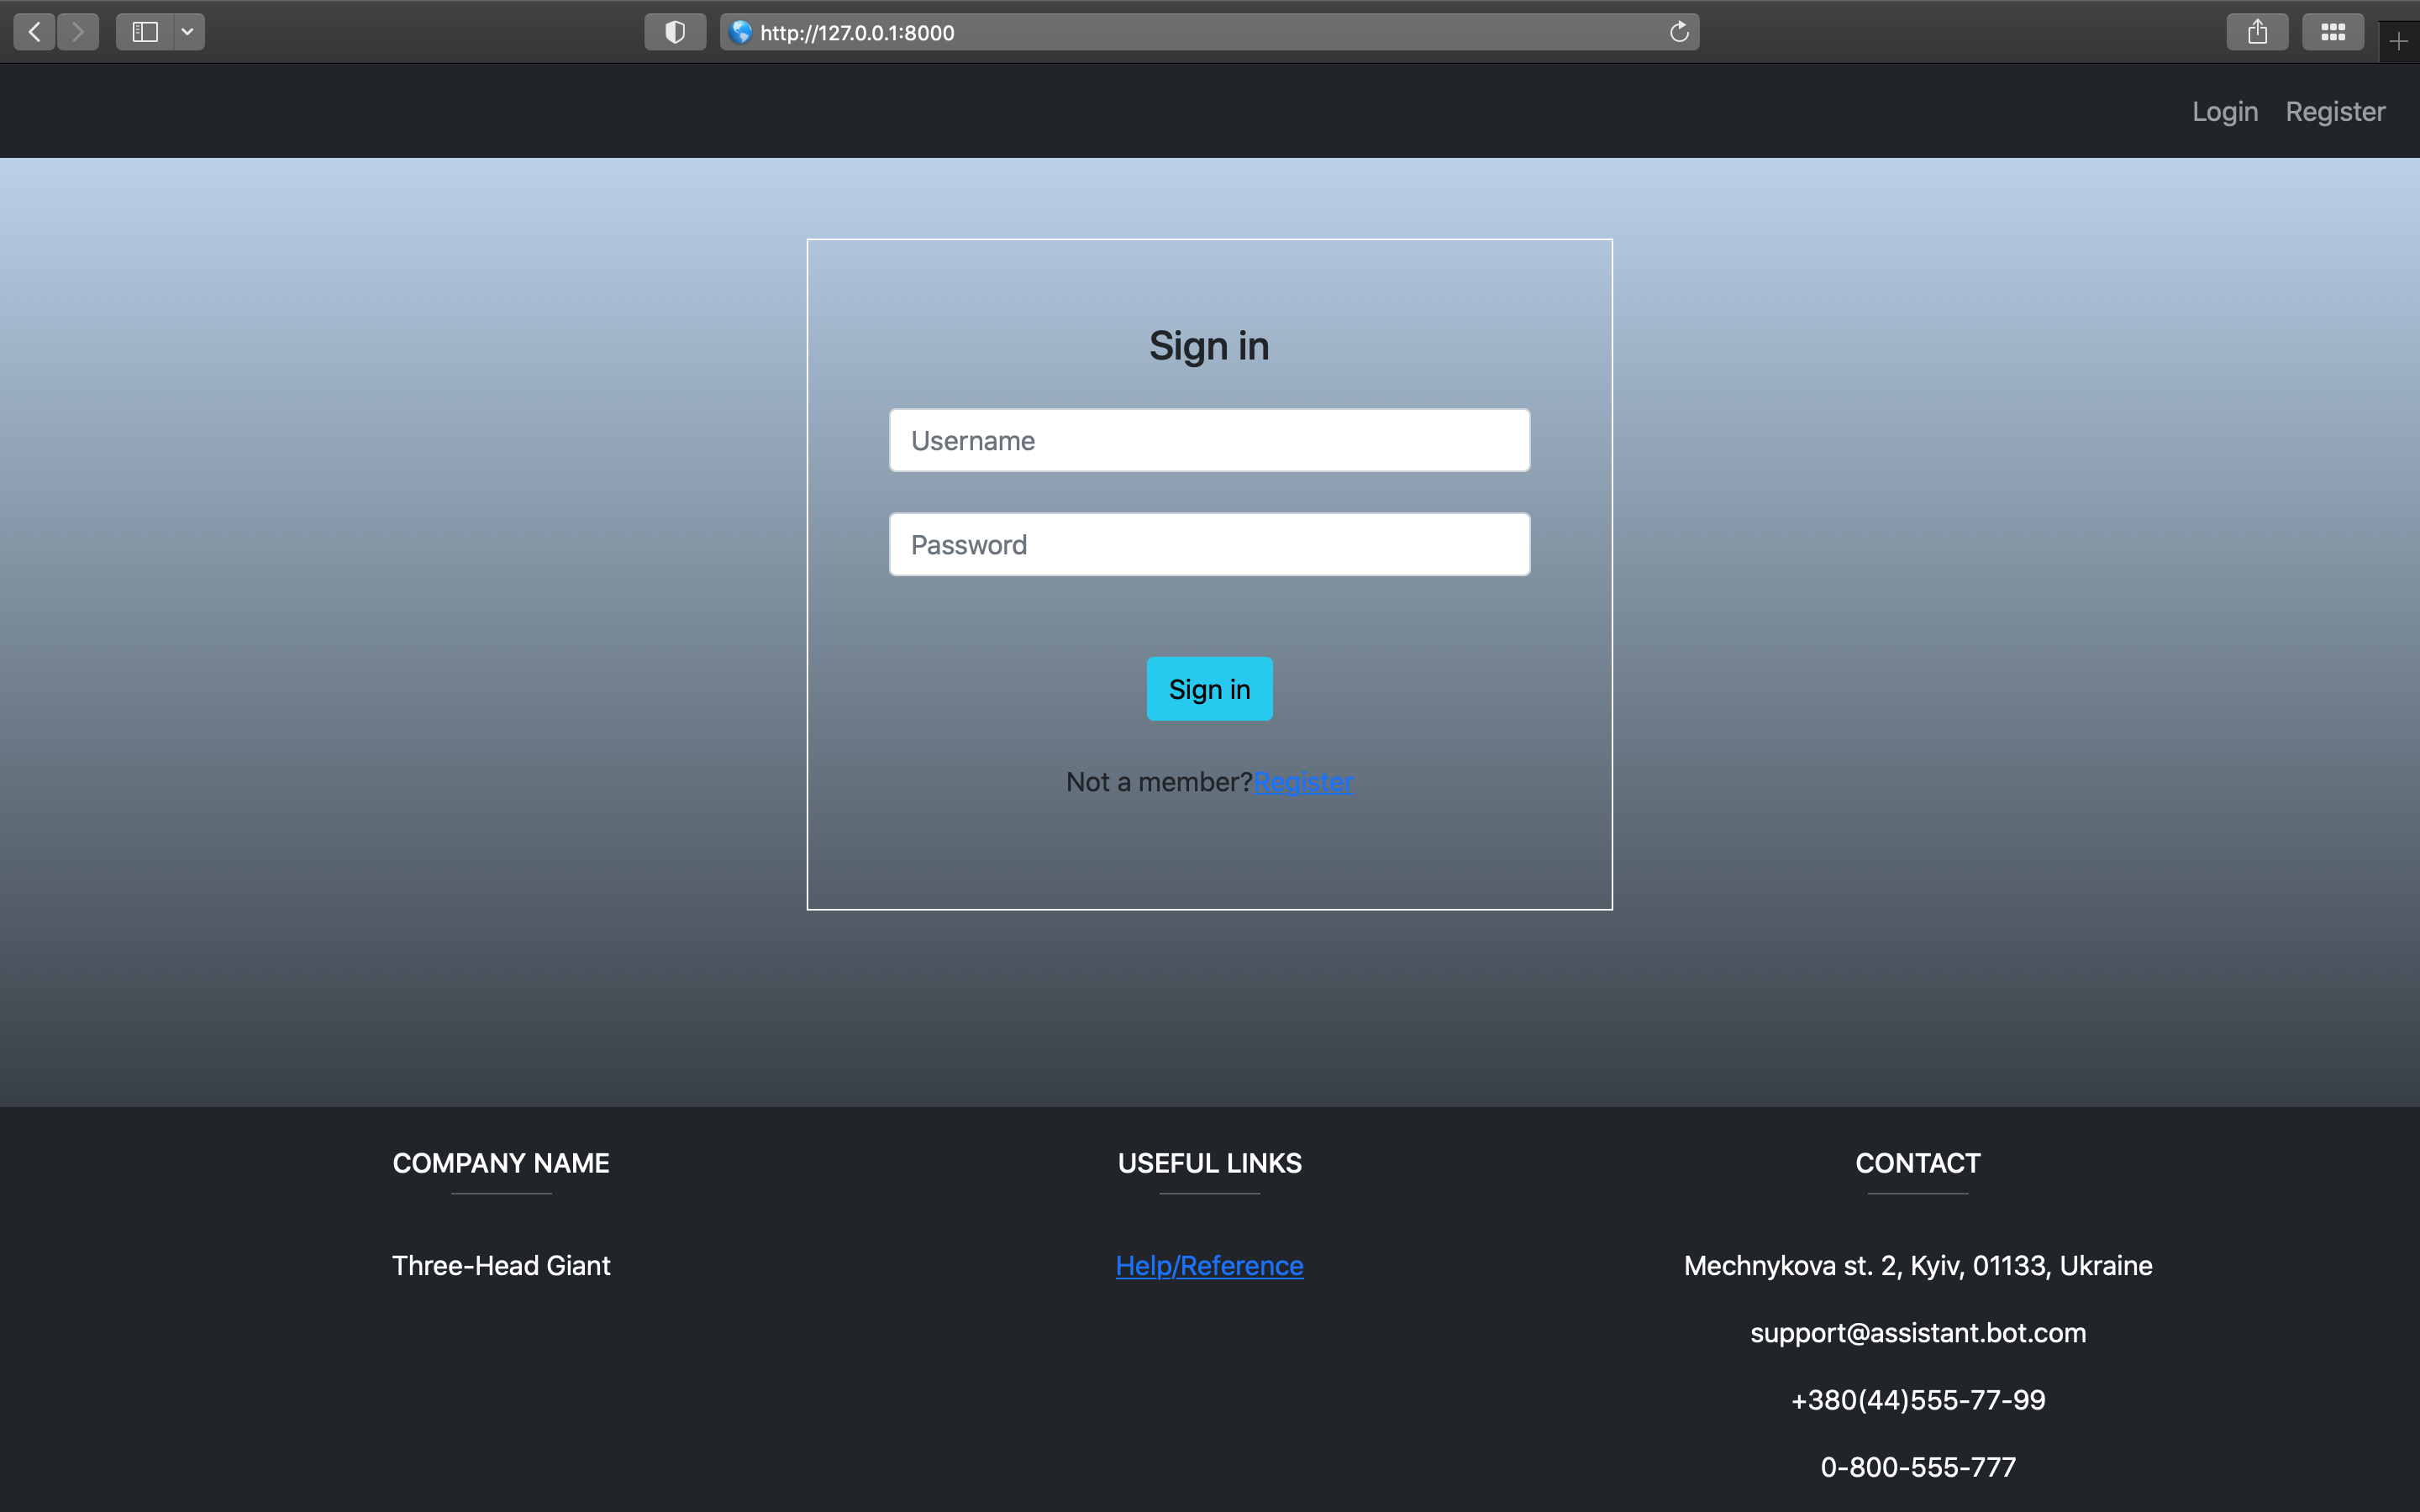 http://127.0.0.1:8000
Login Register
Sign in
Username
Password
Sign in
Not a member?Register
COMPANY NAME
Three-Head Giant
USEFUL LINKS
Help/Reference
CONTACT
Mechnykova st. 2, Kyiv, 01133, Ukraine
support@assistant.bot.com
+380(44)555-77-99
0-800-555-777